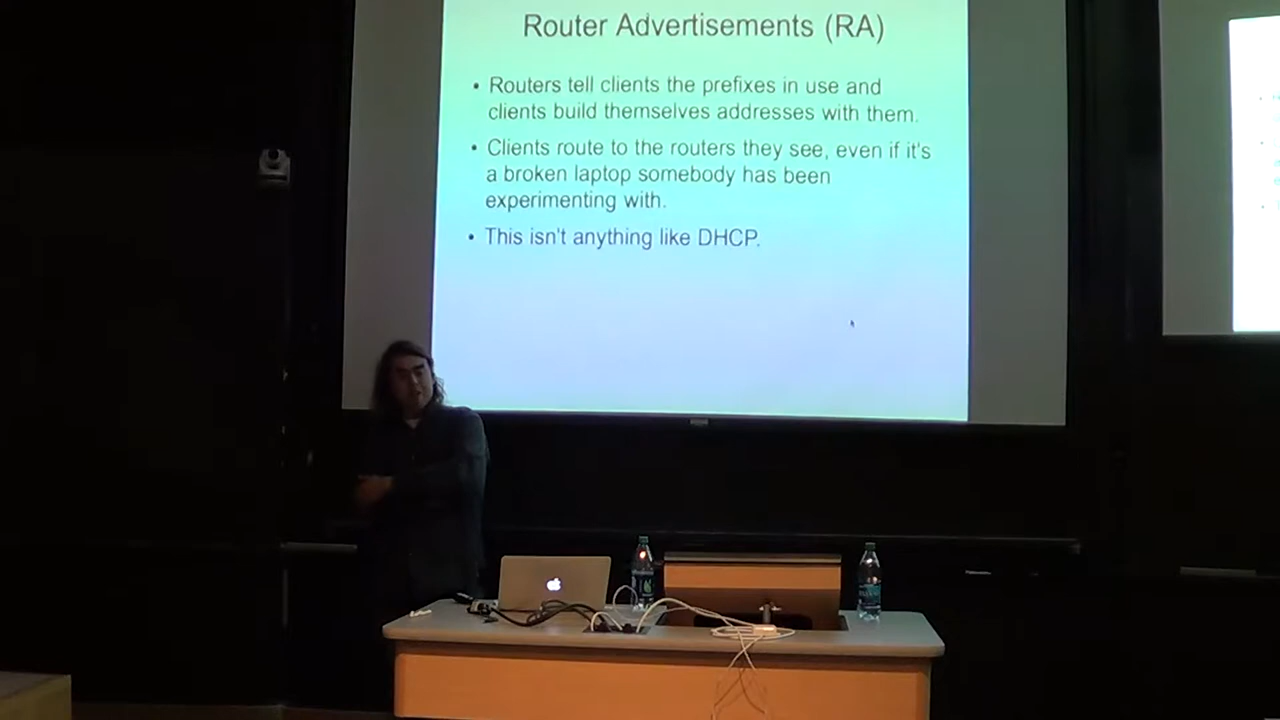 Router Advertisements (RA)
• Routers tell clients the prefixes in use and
clients build themselves addresses with them.
• Clients route to the routers they see, even if it's
a broken laptop somebody has been
experimenting with.
• This isn't anything like DHCP.